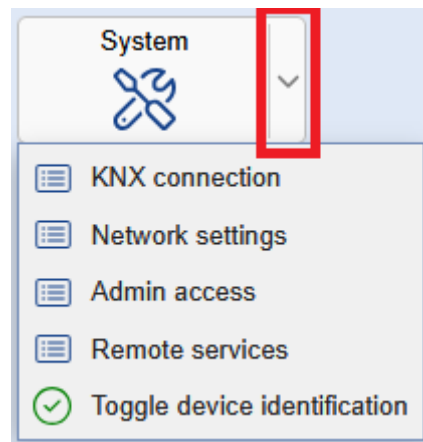 System
KNX connection
Network settings
Admin access
Remote services
Toggle device identification